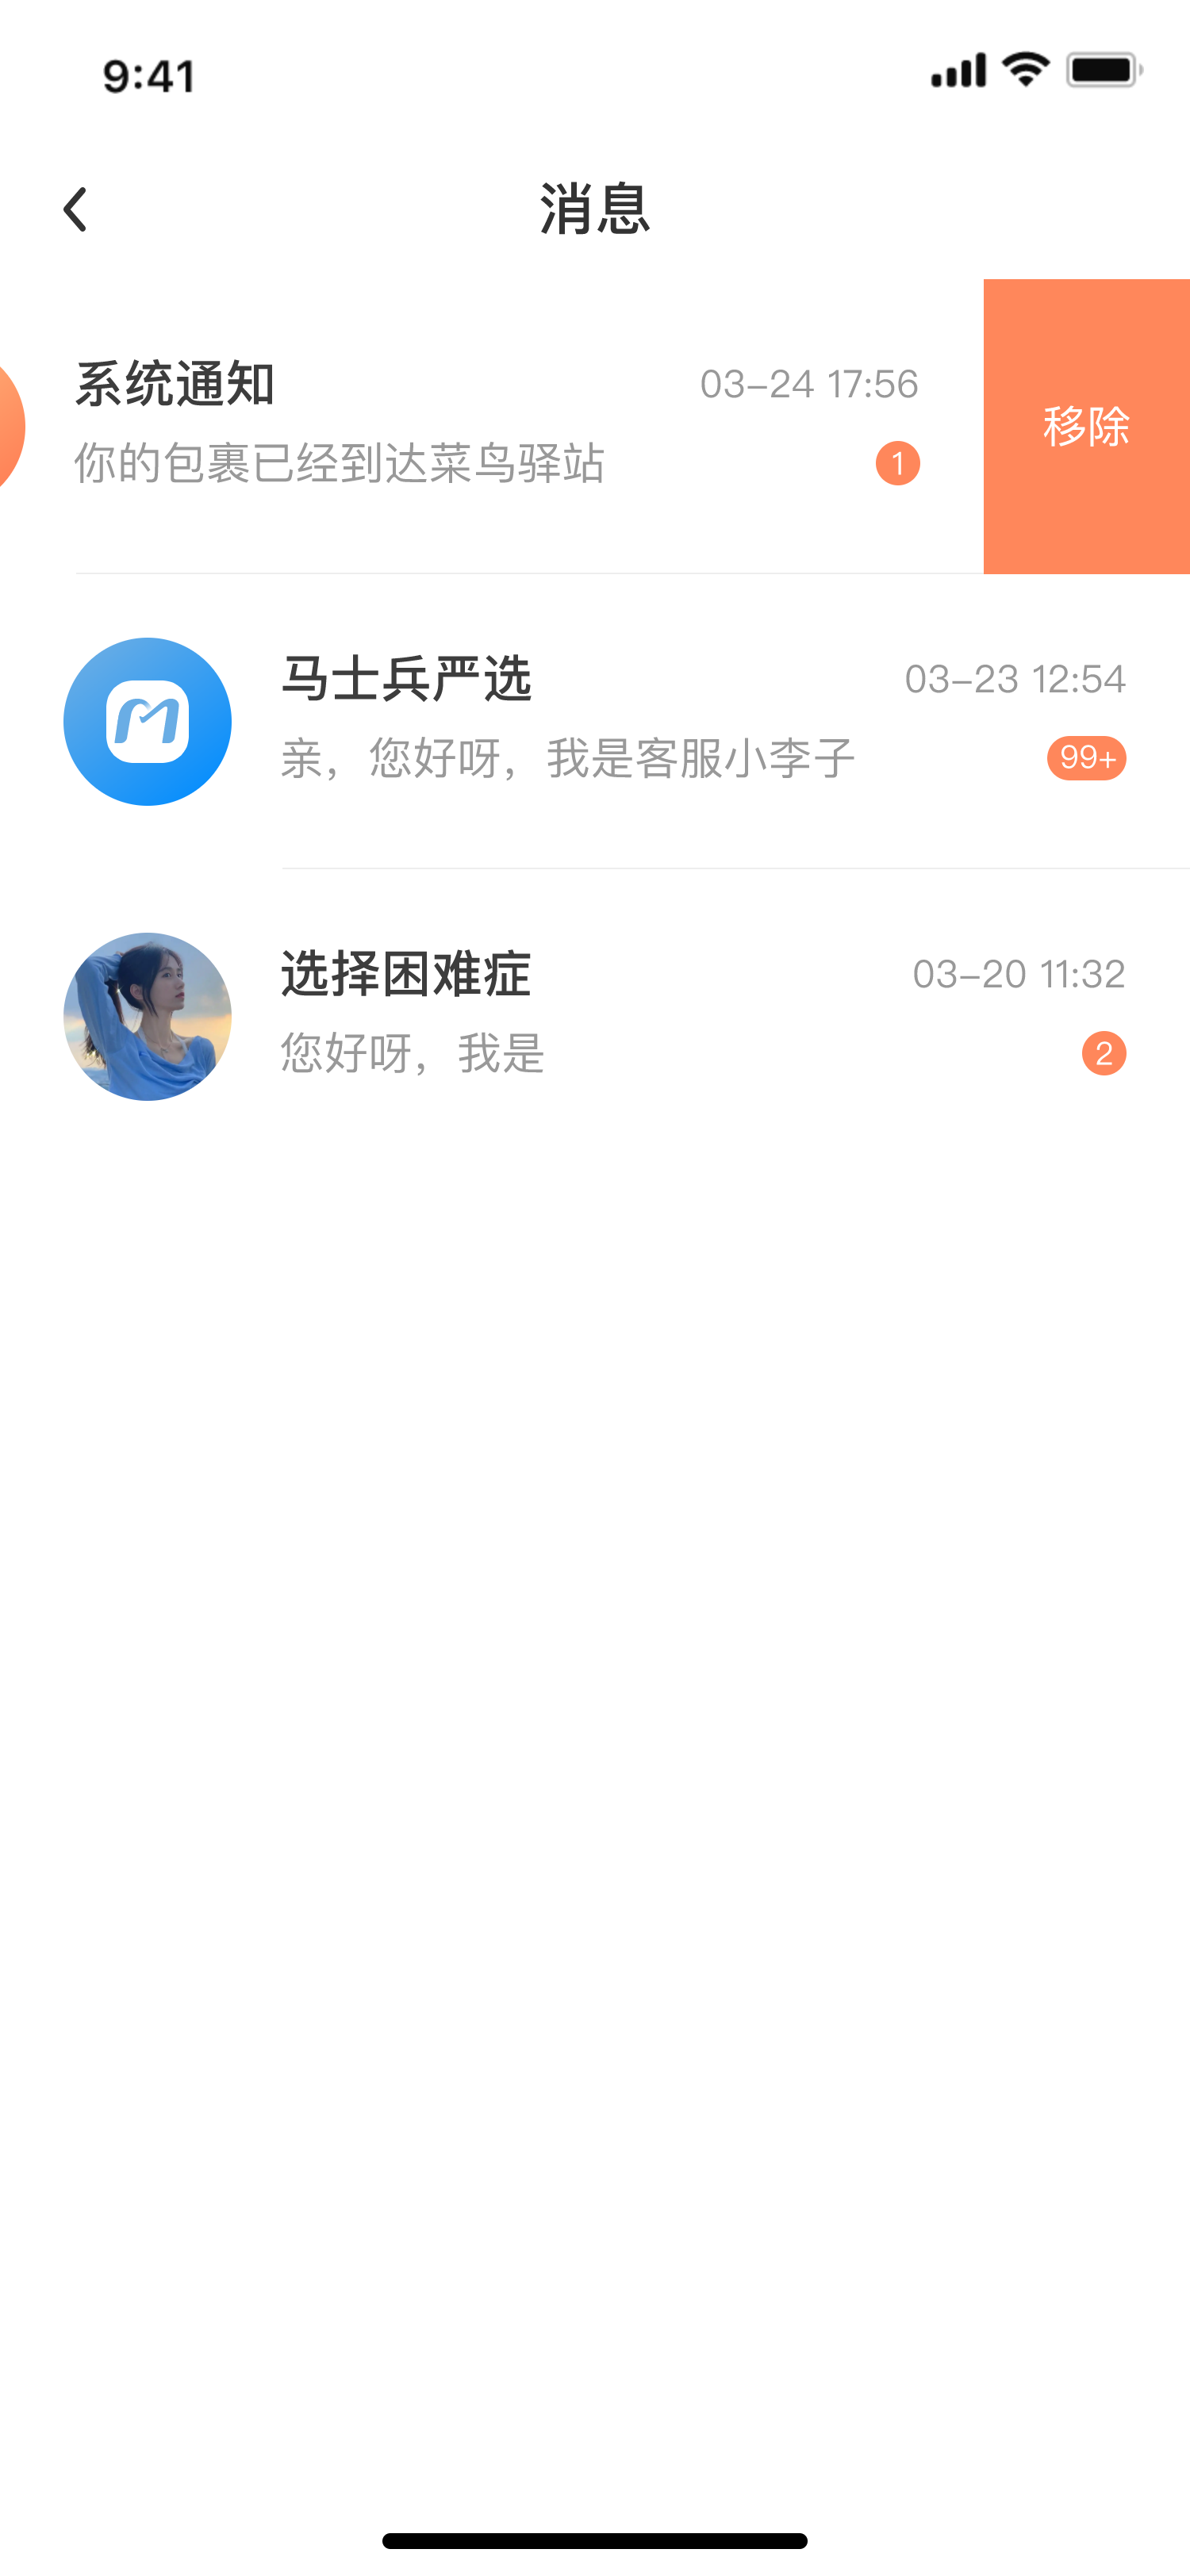 9:41
消息
系统通知
03-24 17:56
你的包裹已经到达菜鸟驿站
1
移除
马士兵严选
03-23 12:54
亲，您好呀，我是客服小李子
99+
选择困难症
03-20 11:32
您好呀，我是
2